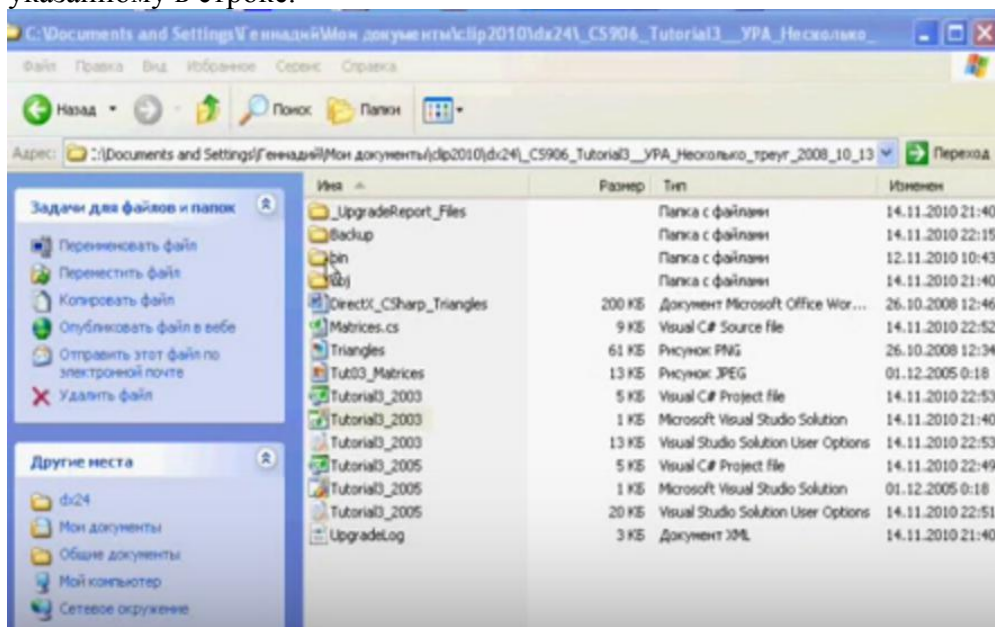 указанному в строке.
C:\Documents and Settings\Геннадий\Мои документы\clip2010\dx24\_CS906_Tutorial3__УРА_Несколько_
Файл Правка Вид Избранное Сервис Справка
Назад Поиск Папки
Адрес: :\Documents and Settings\Геннадий\Мои документы\clip2010\dx24\_CS906_Tutorial3__УРА_Несколько_треуг_2008_10_13 Переход
Имя Размер Тип Изменен
Задачи для файлов и папок
Переименовать файл
Переместить файл
Копировать файл
Опубликовать файл в вебе
Отправить этот файл по
электронной почте
Удалить файл
Другие места
dx24
Мои документы
Общие документы
Мой компьютер
Сетевое окружение
_UpgradeReport_Files Папка с файлами 14.11.2010 21:40
Backup Папка с файлами 14.11.2010 22:15
bin Папка с файлами 12.11.2010 10:43
obj Папка с файлами 14.11.2010 21:40
DirectX_CSharp_Triangles 200 КБ Документ Microsoft Office Wor... 26.10.2008 12:46
Matrices.cs 9 КБ Visual C# Source file 14.11.2010 22:52
Triangles 61 КБ Рисунок PNG 26.10.2008 12:34
Tut03_Matrices 13 КБ Рисунок JPEG 01.12.2005 0:18
Tutorial3_2003 5 КБ Visual C# Project file 14.11.2010 22:53
Tutorial3_2003 1 КБ Microsoft Visual Studio Solution 14.11.2010 21:40
Tutorial3_2003 13 КБ Visual Studio Solution User Options 14.11.2010 22:53
Tutorial3_2005 5 КБ Visual C# Project file 14.11.2010 22:49
Tutorial3_2005 1 КБ Microsoft Visual Studio Solution 01.12.2005 0:18
Tutorial3_2005 20 КБ Visual Studio Solution User Options 14.11.2010 22:51
UpgradeLog 3 КБ Документ XML 14.11.2010 21:40